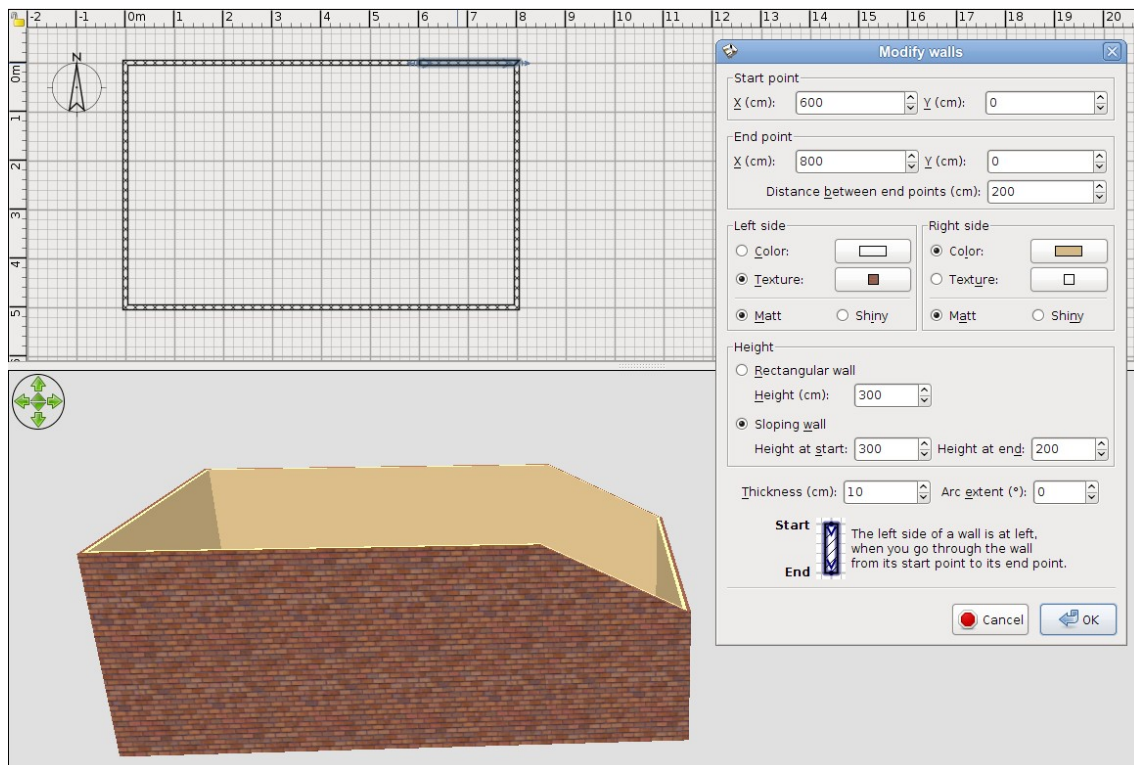 -2 -1 0m 1 2 3 4 5 6 7 8 9 10 11 12 13 14 15 16 17 18 19 20
N
0m
1
2
3
4
5
Modify walls
Start point
X (cm): 600 Y (cm): 0
End point
X (cm): 800 Y (cm): 0
Distance between end points (cm): 200
Left side Right side
Color: Color:
Texture: Texture:
Matt Shiny Matt Shiny
Height
Rectangular wall
Height (cm): 300
Sloping wall
Height at start: 300 Height at end: 200
Thickness (cm): 10 Arc extent (°): 0
Start
End
The left side of a wall is at left,
when you go through the wall
from its start point to its end point.
Cancel OK